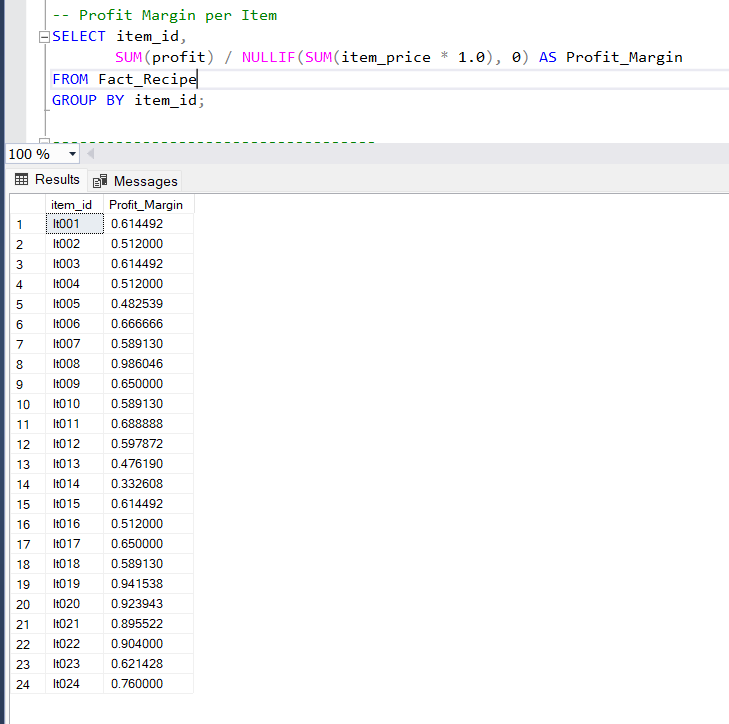 -- Profit Margin per Item
SELECT item_id,
SUM(profit) / NULLIF(SUM(item_price * 1.0), 0) AS Profit_Margin
FROM Fact_Recipe
GROUP BY item_id;
------------------------------------
100 %
Results Messages
item_id Profit_Margin
1 It001 0.614492
2 It002 0.512000
3 It003 0.614492
4 It004 0.512000
5 It005 0.482539
6 It006 0.666666
7 It007 0.589130
8 It008 0.986046
9 It009 0.650000
10 It010 0.589130
11 It011 0.688888
12 It012 0.597872
13 It013 0.476190
14 It014 0.332608
15 It015 0.614492
16 It016 0.512000
17 It017 0.650000
18 It018 0.589130
19 It019 0.941538
20 It020 0.923943
21 It021 0.895522
22 It022 0.904000
23 It023 0.621428
24 It024 0.760000